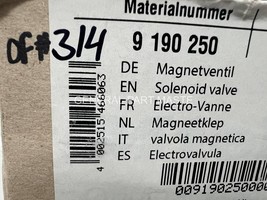 Materialnummer
OF#314
9 190 250
DE Magnetventil
EN Solenoid valve
FR Electro-Vanne
NL Magneetklep
IT valvola magnetica
ES Electrovalvula
4 002515 466063
009190250000